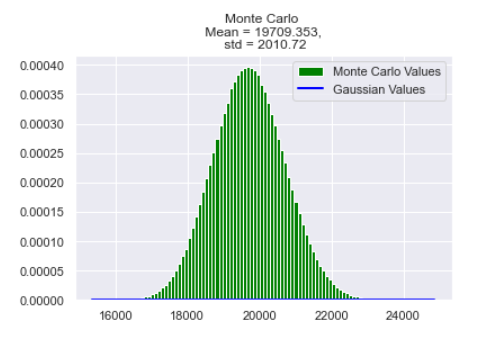 Monte Carlo
Mean = 19709.353,
std = 2010.72
0.00040
0.00035
0.00030
0.00025
0.00020
0.00015
0.00010
0.00005
0.00000
Monte Carlo Values
Gaussian Values
16000 18000 20000 22000 24000